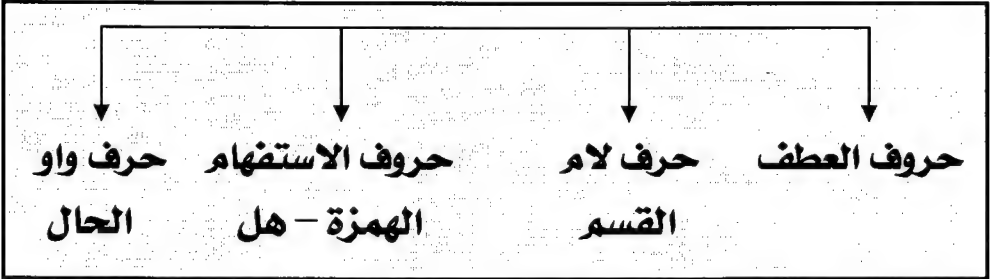 حروف العطف
حرف لام القسم
حروف الاستفهام الهمزة – هل
حرف واو الحال